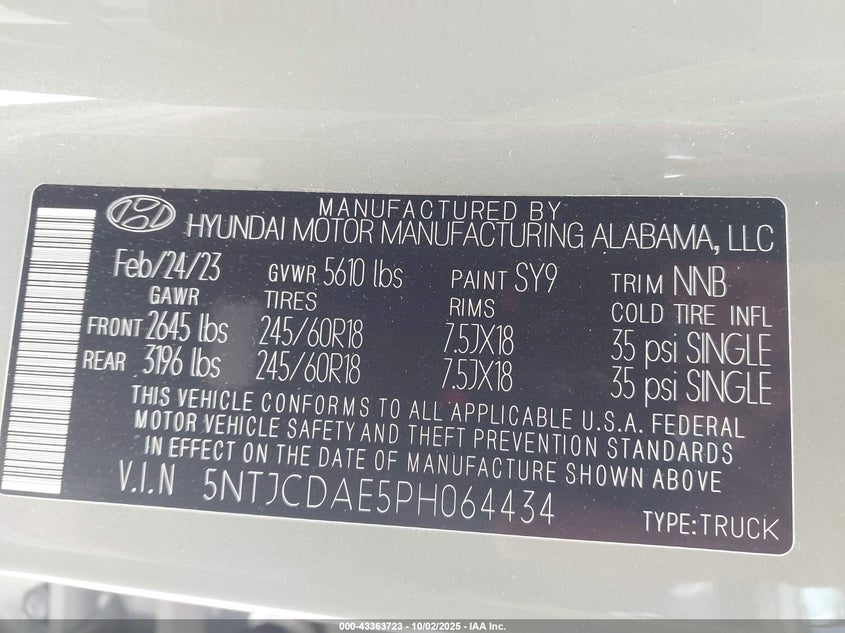 MANUFACTURED BY
HYUNDAI MOTOR MANUFACTURING ALABAMA, LLC
Feb/24/23 GVWR 5610 lbs PAINT SY9 TRIM NNB
GAWR TIRES RIMS COLD TIRE INFL
FRONT 2645 lbs 245/60R18 7.5JX18 35 psi SINGLE
REAR 3196 lbs 245/60R18 7.5JX18 35 psi SINGLE
THIS VEHICLE CONFORMS TO ALL APPLICABLE U.S.A. FEDERAL
MOTOR VEHICLE SAFETY AND THEFT PREVENTION STANDARDS
IN EFFECT ON THE DATE OF MANUFACTURE SHOWN ABOVE
V.I.N 5NTJCDAE5PH064434 TYPE:TRUCK
000-43363723 - 10/02/2025 - IAA Inc.